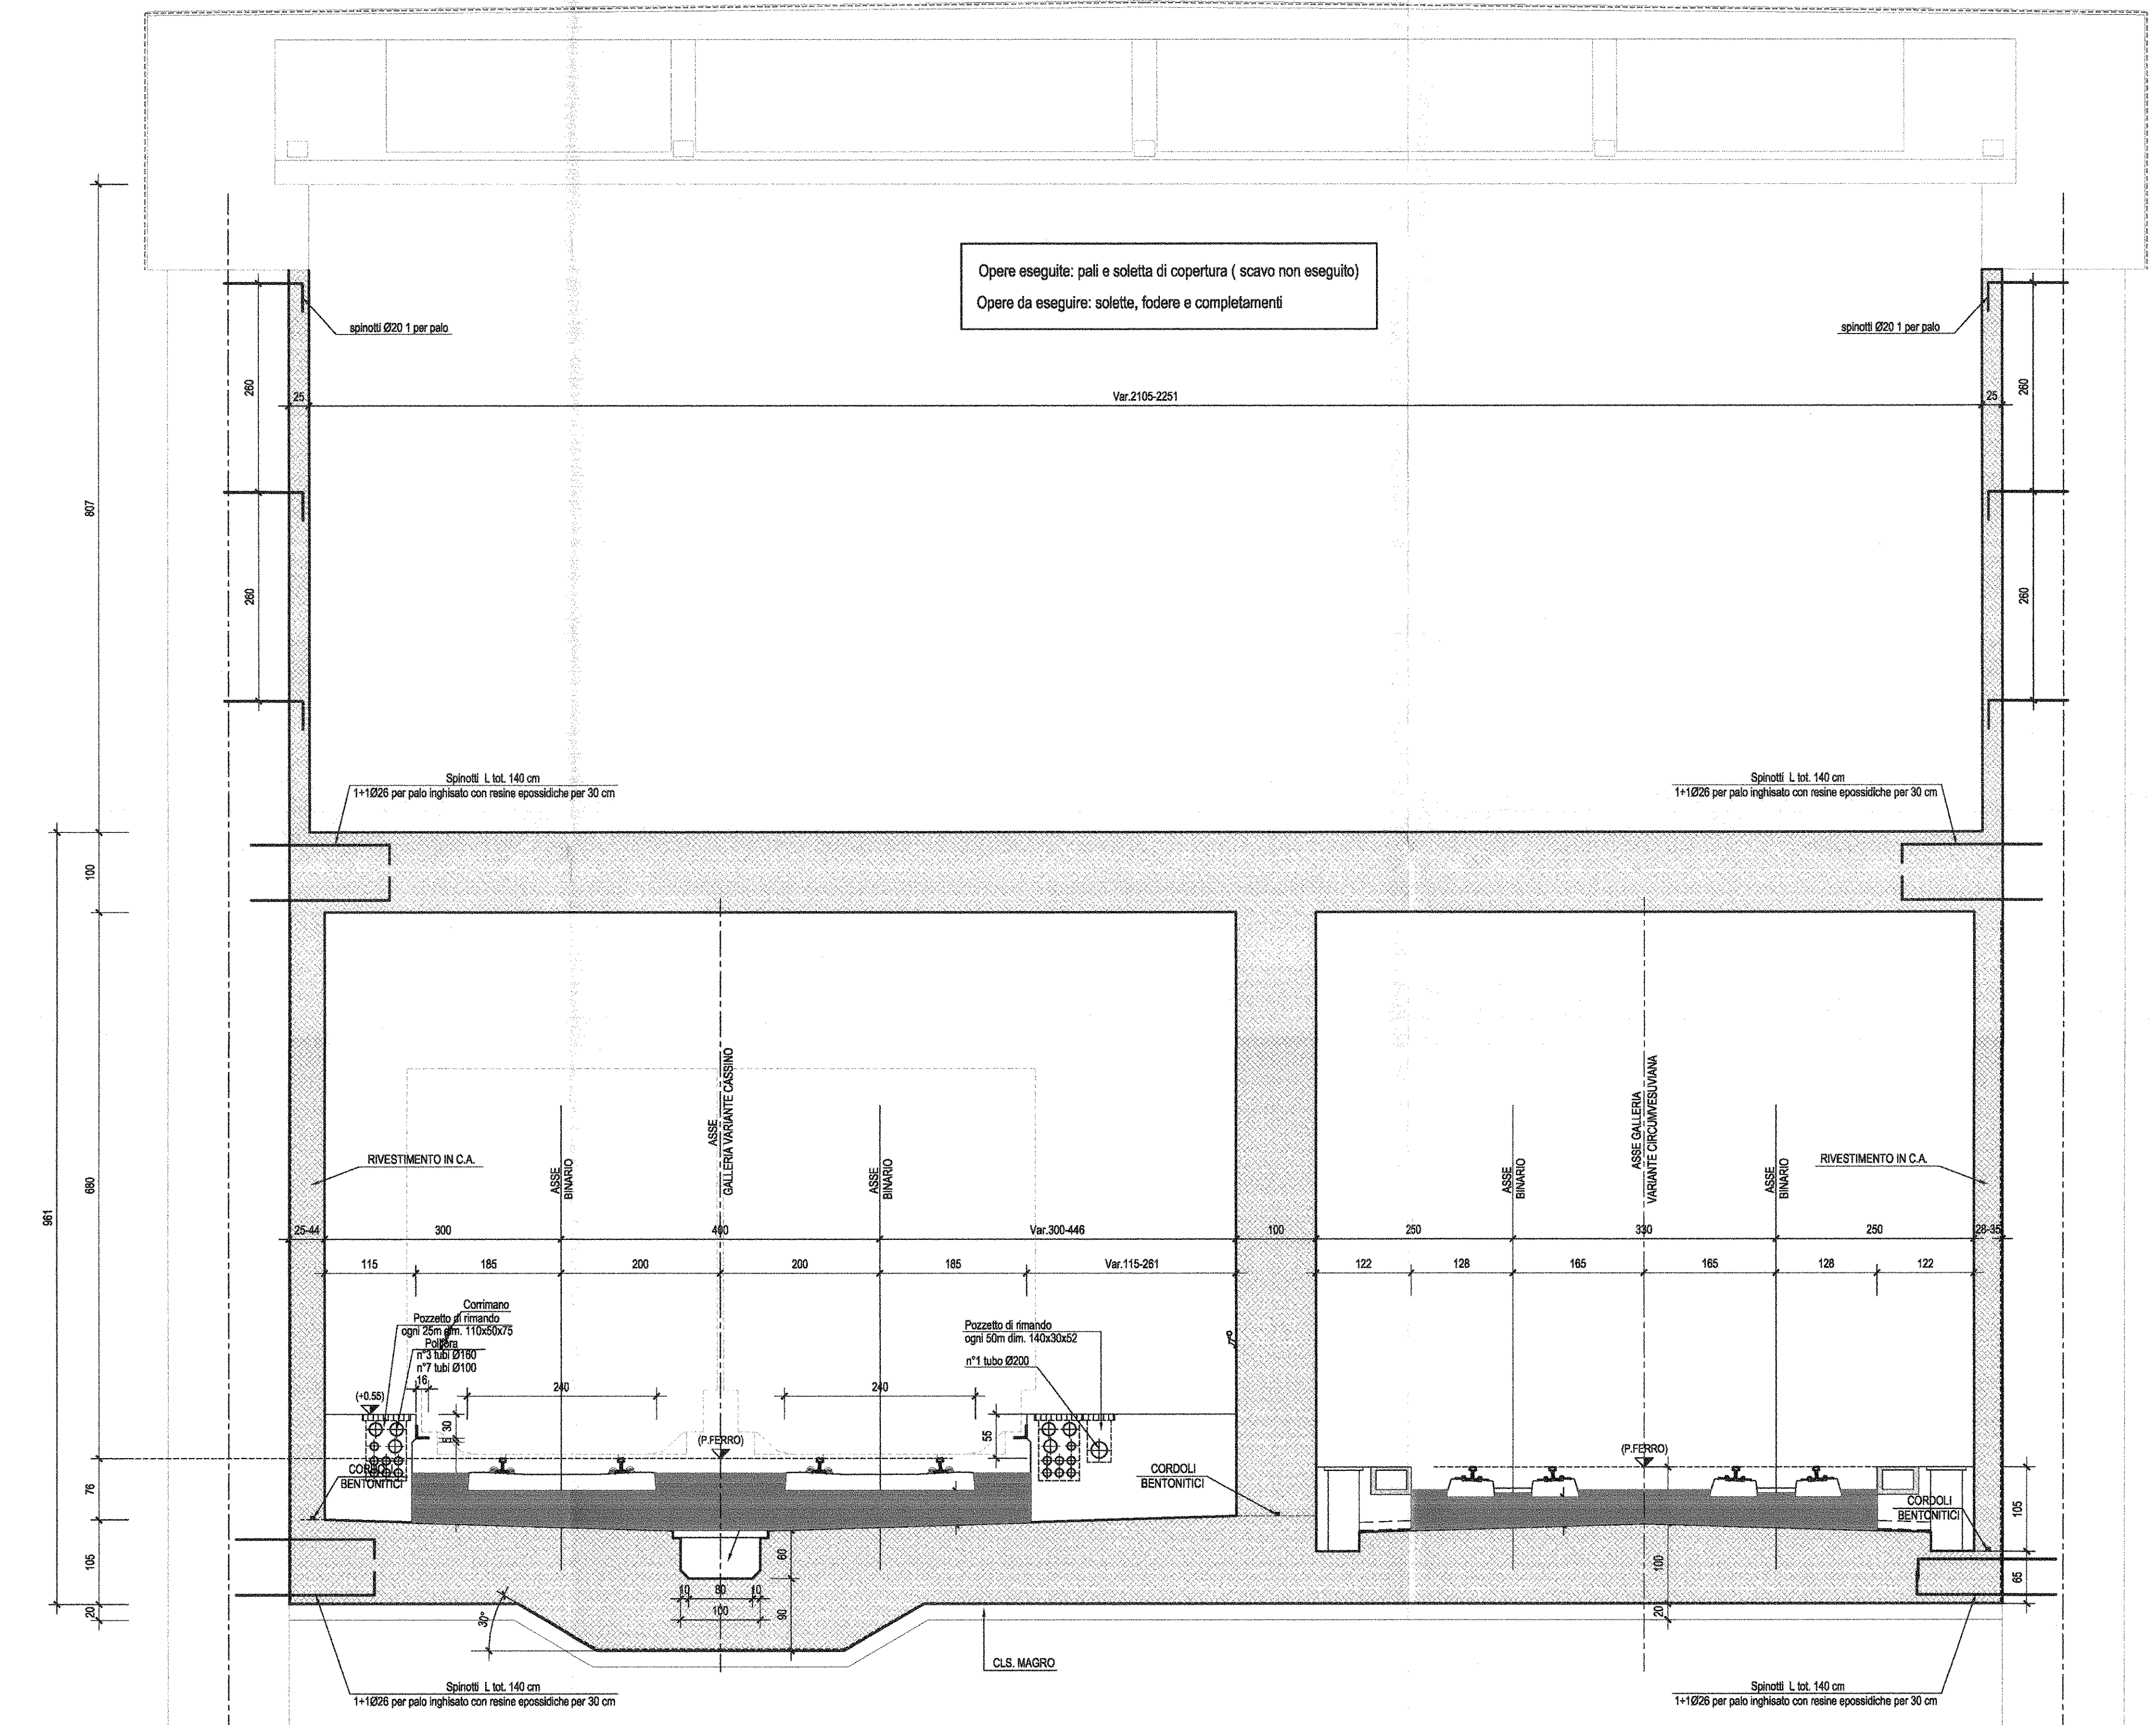 Opere eseguite: pali e soletta di copertura ( scavo non eseguito)
Opere da eseguire: solette, fodere e completamenti
spinotti Ø20 1 per palo
spinotti Ø20 1 per palo
260
25
Var.2105-2251
25
260
807
260
260
Spinotti L tot. 140 cm
1+1Ø26 per palo inghisato con resine epossidiche per 30 cm
Spinotti L tot. 140 cm
1+1Ø26 per palo inghisato con resine epossidiche per 30 cm
100
ASSE
GALLERIA VARIANTE CASSINO
ASSE GALLERIA
VARIANTE CIRCUMVESUVIANA
RIVESTIMENTO IN C.A.
RIVESTIMENTO IN C.A.
ASSE
BINARIO
ASSE
BINARIO
ASSE
BINARIO
ASSE
BINARIO
680
961
25-44
300
400
Var.300-446
100
250
330
250
28-35
115
185
200
200
185
Var.115-261
122
128
165
165
128
122
Corrimano
Pozzetto di rimando
ogni 25m dim. 110x50x75
Polifora
n°3 tubi Ø160
n°7 tubi Ø100
Pozzetto di rimando
ogni 50m dim. 140x30x52
n°1 tubo Ø200
16
240
240
(+0.55)
30
55
(P.FERRO)
(P.FERRO)
CORDOLI
BENTONITICI
CORDOLI
BENTONITICI
CORDOLI
BENTONITICI
76
105
105
60
100
65
10
80
10
100
90
20
20
30°
CLS. MAGRO
Spinotti L tot. 140 cm
1+1Ø26 per palo inghisato con resine epossidiche per 30 cm
Spinotti L tot. 140 cm
1+1Ø26 per palo inghisato con resine epossidiche per 30 cm